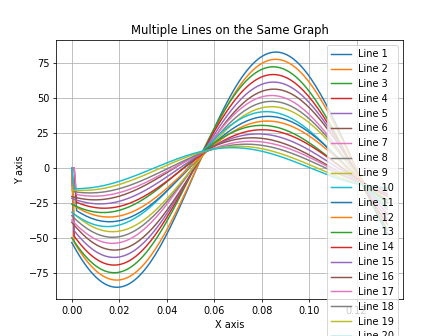 Multiple Lines on the Same Graph
Y axis
75
50
25
0
−25
−50
−75
0.00
0.02
0.04
0.06
0.08
0.10
X axis
Line 1
Line 2
Line 3
Line 4
Line 5
Line 6
Line 7
Line 8
Line 9
Line 10
Line 11
Line 12
Line 13
Line 14
Line 15
Line 16
Line 17
Line 18
Line 19
Line 20